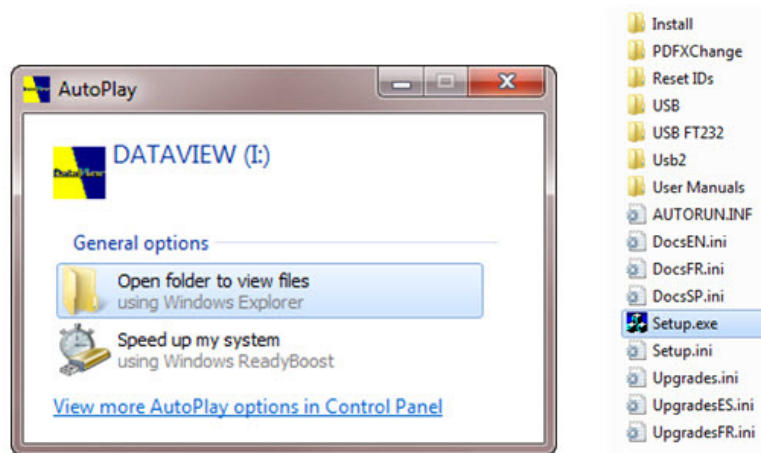 AutoPlay
DATAVIEW (I:)
DataView
General options
Open folder to view files
using Windows Explorer
Speed up my system
using Windows ReadyBoost
View more AutoPlay options in Control Panel
Install
PDFXChange
Reset IDs
USB
USB FT232
Usb2
User Manuals
AUTORUN.INF
DocsEN.ini
DocsFR.ini
DocsSP.ini
Setup.exe
Setup.ini
Upgrades.ini
UpgradesES.ini
UpgradesFR.ini